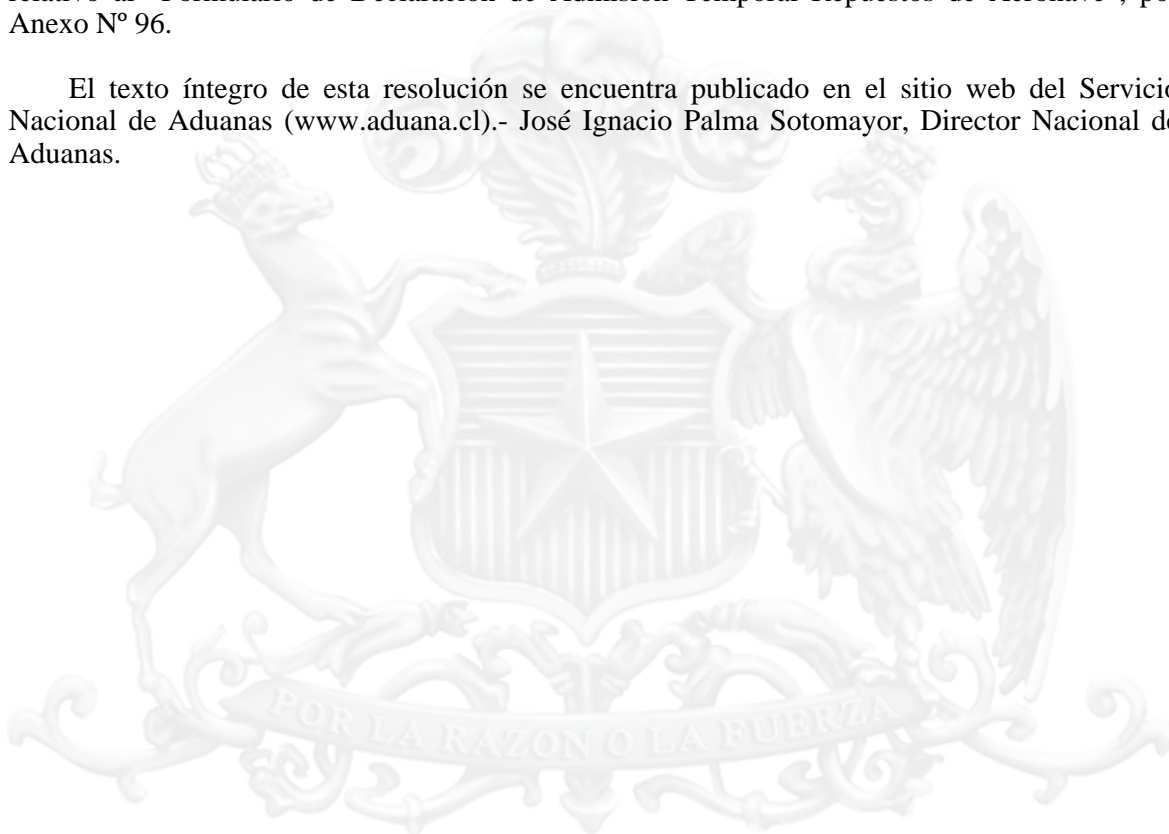 relativo al "Formulario de Declaración de Admisión Temporal Repuestos de Aeronave", por
Anexo Nº 96.
El texto íntegro de esta resolución se encuentra publicado en el sitio web del Servicio
Nacional de Aduanas (www.aduana.cl).- José Ignacio Palma Sotomayor, Director Nacional de
Aduanas.
POR LA RAZON O LA FUERZA